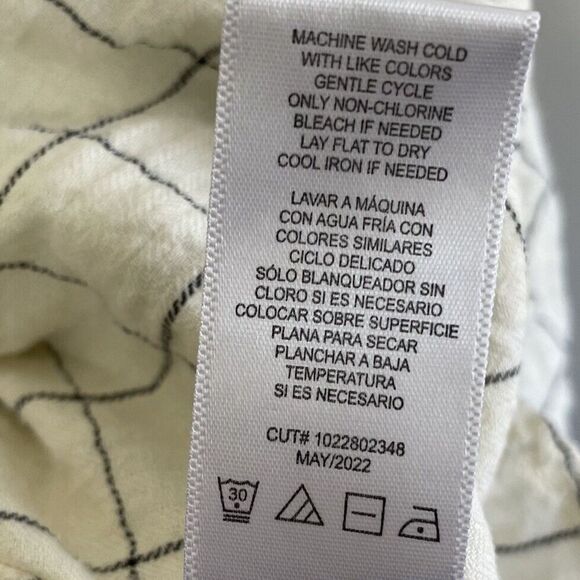 MACHINE WASH COLD
WITH LIKE COLORS
GENTLE CYCLE
ONLY NON-CHLORINE
BLEACH IF NEEDED
LAY FLAT TO DRY
COOL IRON IF NEEDED
LAVAR A MÁQUINA
CON AGUA FRÍA CON
COLORES SIMILARES
CICLO DELICADO
SÓLO BLANQUEADOR SIN
CLORO SI ES NECESARIO
COLOCAR SOBRE SUPERFICIE
PLANA PARA SECAR
PLANCHAR A BAJA
TEMPERATURA
SI ES NECESARIO
CUT# 1022802348
MAY/2022
30